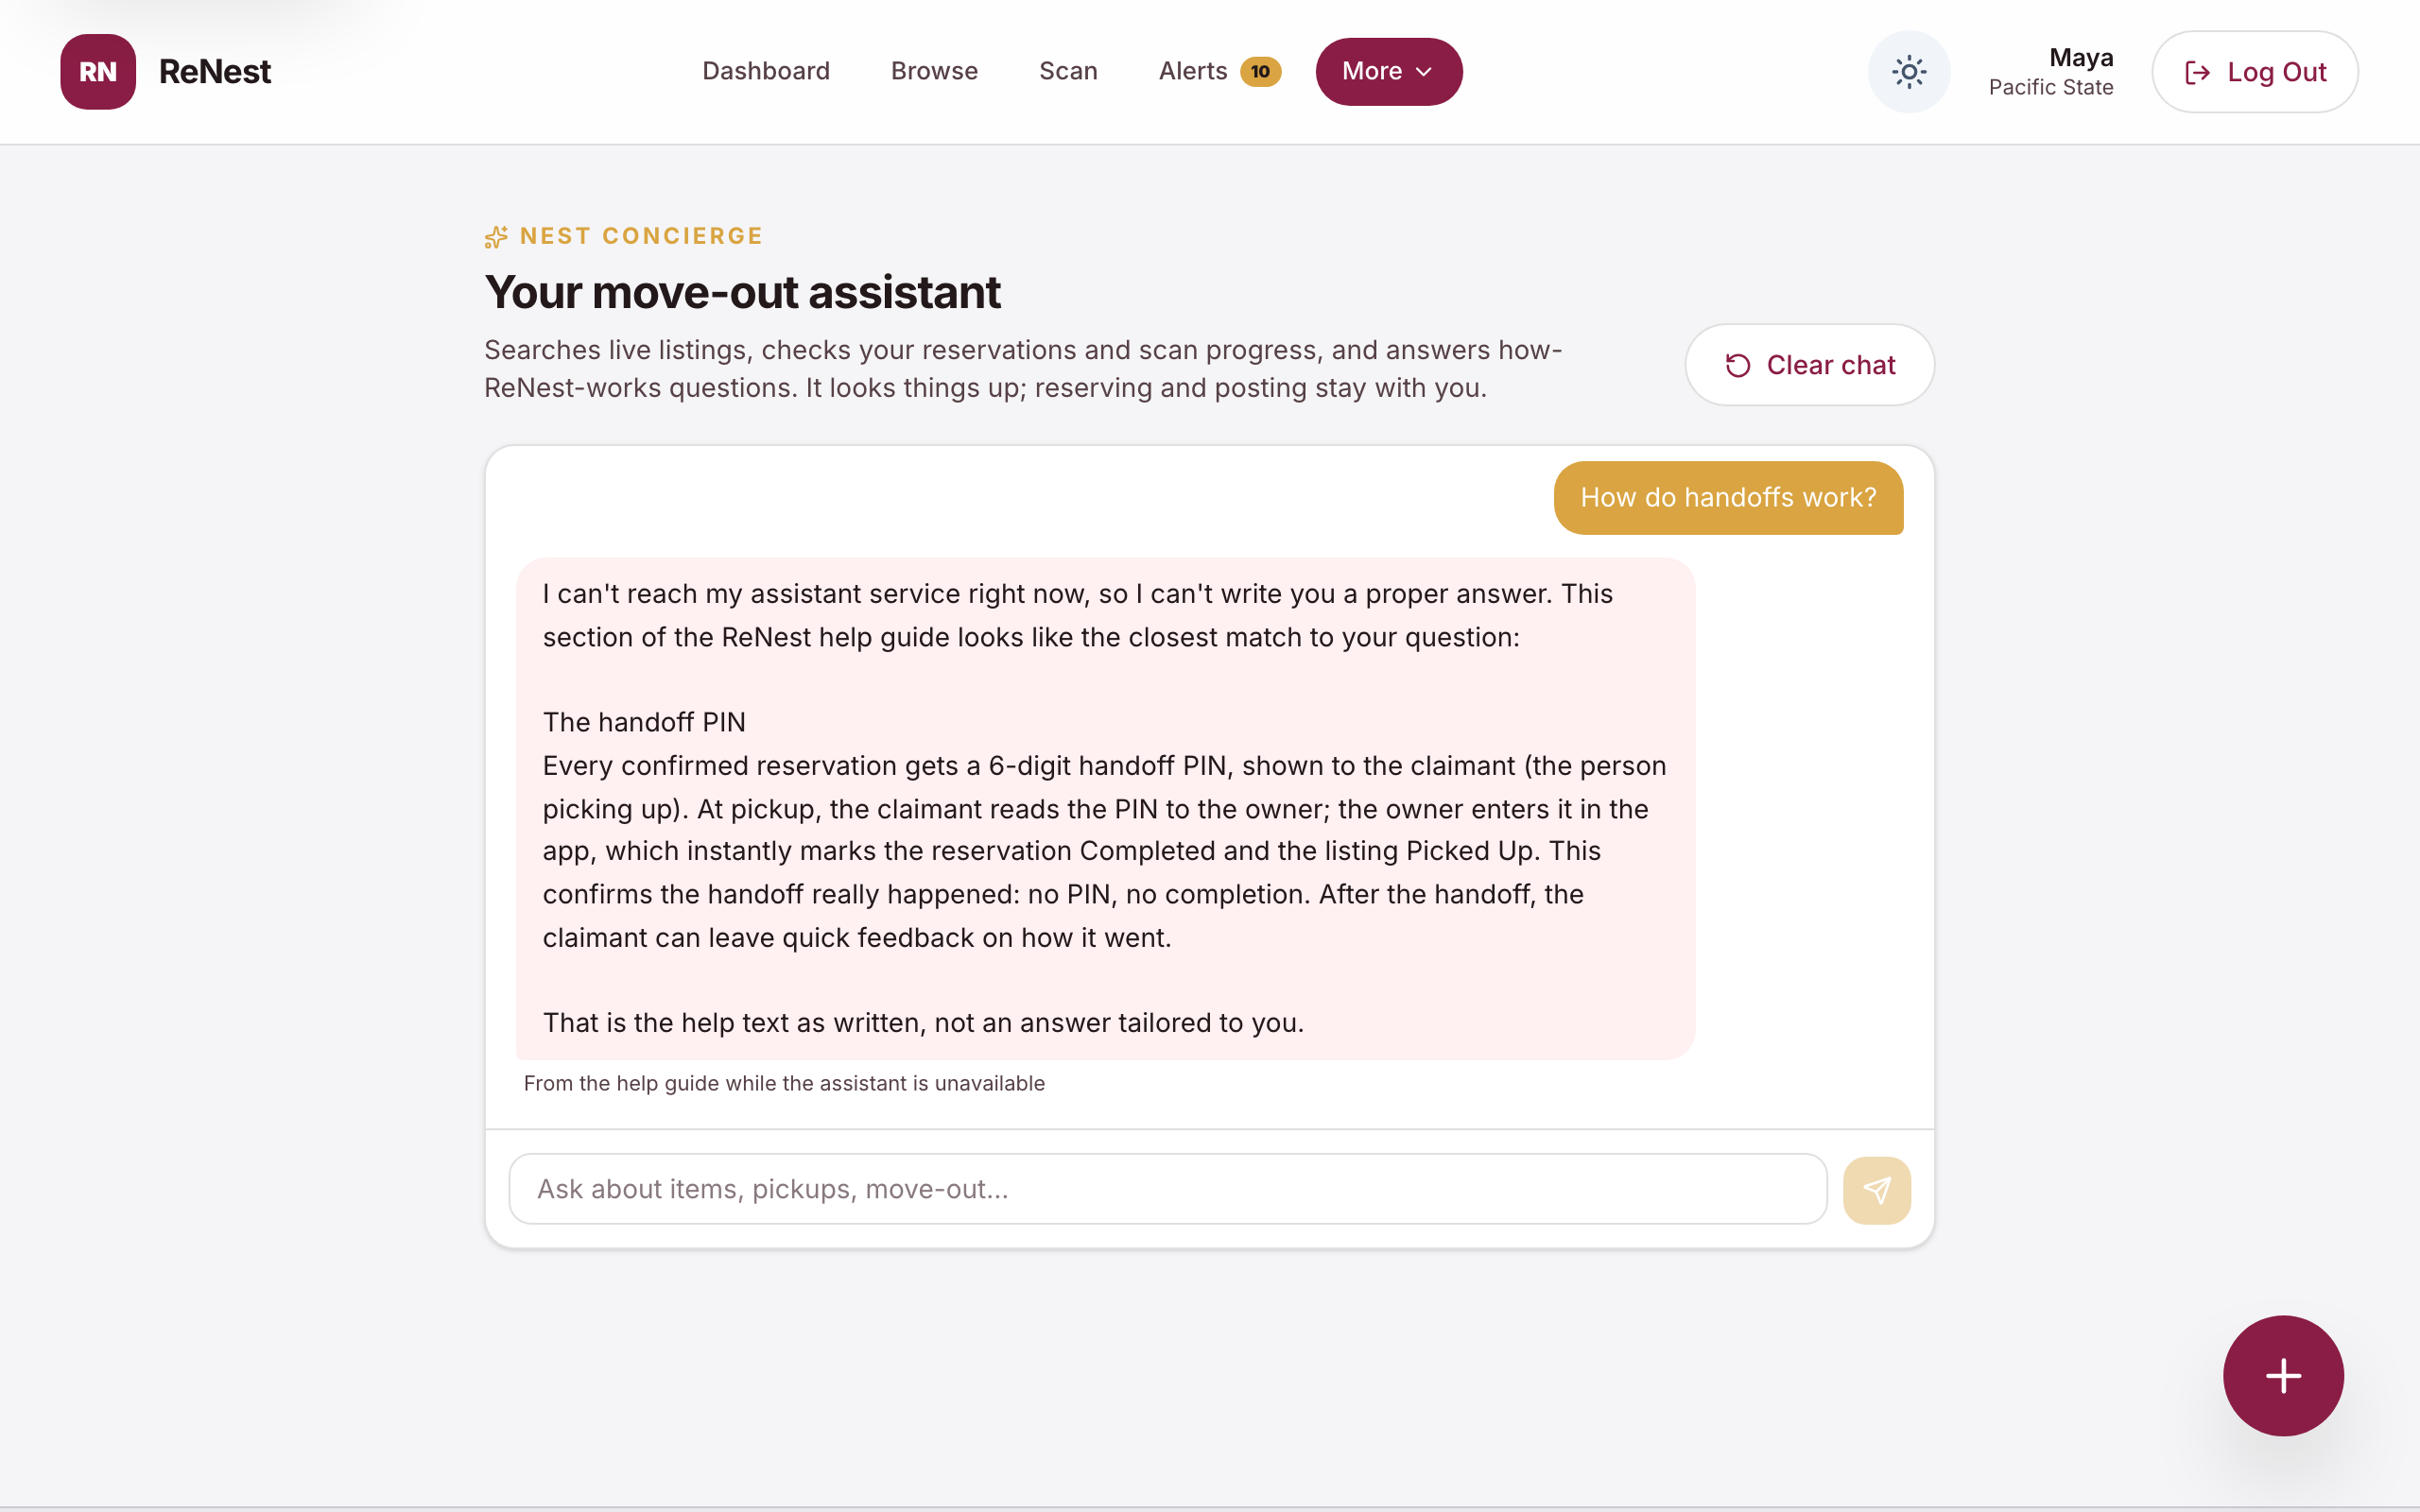 RN
ReNest
Dashboard
Browse
Scan
Alerts 10
More
Maya
Pacific State
Log Out
NEST CONCIERGE
Your move-out assistant
Searches live listings, checks your reservations and scan progress, and answers how-
ReNest-works questions. It looks things up; reserving and posting stay with you.
Clear chat
How do handoffs work?
I can't reach my assistant service right now, so I can't write you a proper answer. This
section of the ReNest help guide looks like the closest match to your question:
The handoff PIN
Every confirmed reservation gets a 6-digit handoff PIN, shown to the claimant (the person
picking up). At pickup, the claimant reads the PIN to the owner; the owner enters it in the
app, which instantly marks the reservation Completed and the listing Picked Up. This
confirms the handoff really happened: no PIN, no completion. After the handoff, the
claimant can leave quick feedback on how it went.
That is the help text as written, not an answer tailored to you.
From the help guide while the assistant is unavailable
Ask about items, pickups, move-out...